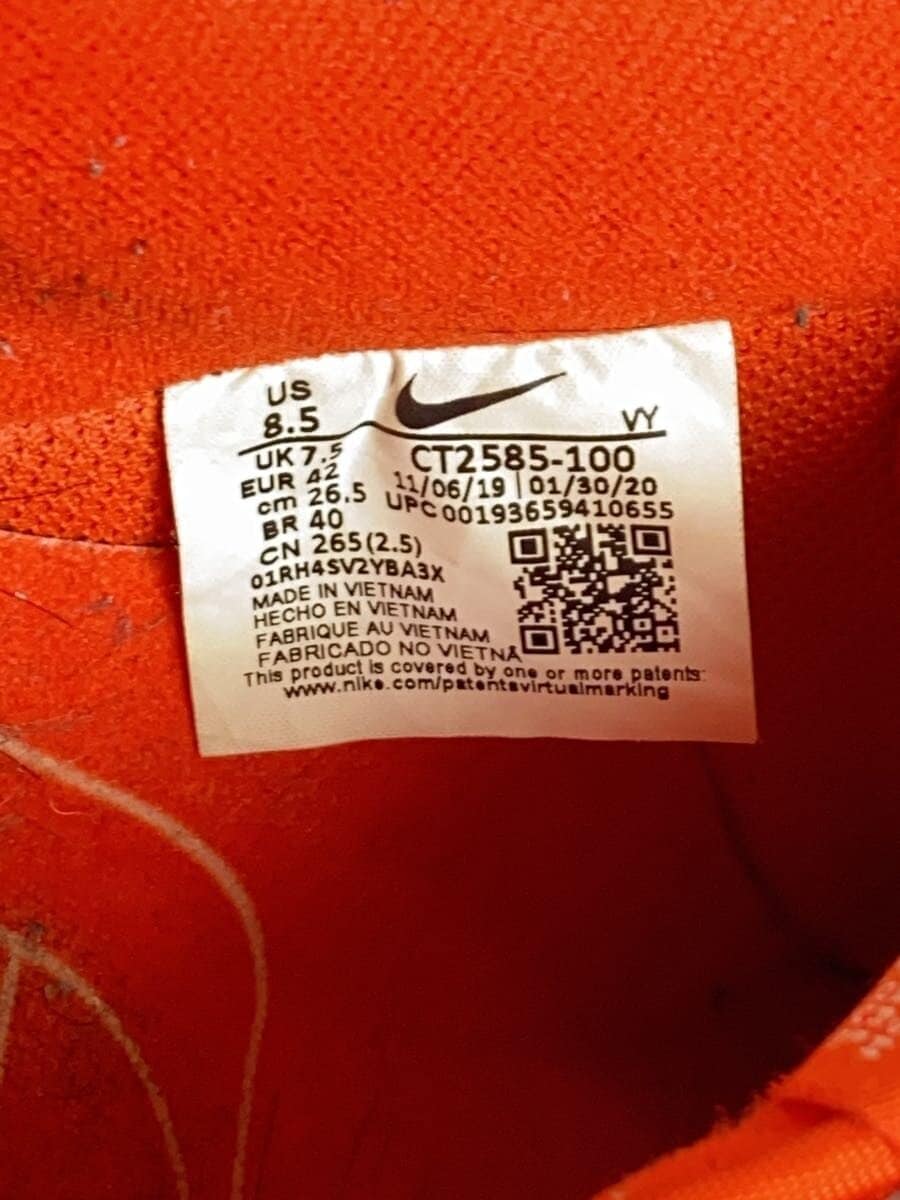 US
8.5
VY
UK 7.5
EUR 42
cm 26.5
BR 40
CN 265(2.5)
CT2585-100
11/06/19 | 01/30/20
UPC 00193659410655
01RH4SV2YBA3X
MADE IN VIETNAM
HECHO EN VIETNAM
FABRIQUE AU VIETNAM
FABRICADO NO VIETNÃ
This product is covered by one or more patents:
www.nike.com/patentsvirtualmarking